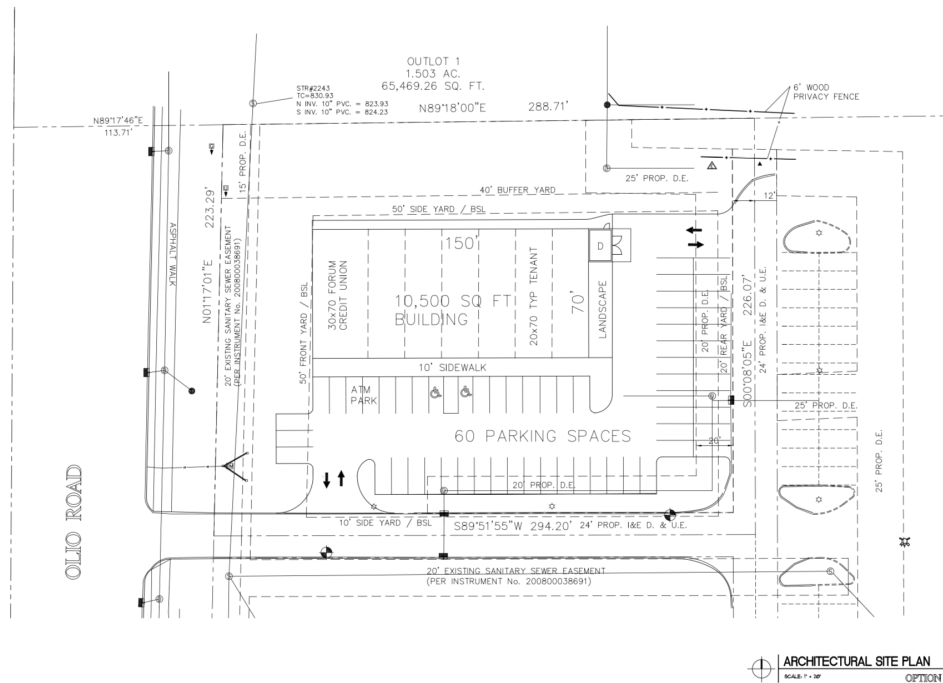 OUTLOT 1
1.503 AC.
65,469.26 SQ. FT.
STR#2243
TC=830.93
N INV. 10" PVC. = 823.93
S INV. 10" PVC. = 824.23
N89°18'00"E 288.71'
6' WOOD
PRIVACY FENCE
N89°17'46"E
113.71'
15' PROP. D.E.
25' PROP. D.E.
40' BUFFER YARD
12'
50' SIDE YARD / BSL
223.29'
N01°17'01"E
ASPHALT WALK
20' EXISTING SANITARY SEWER EASEMENT
(PER INSTRUMENT No. 200800038691)
50' FRONT YARD / BSL
150'
D
30x70 FORUM
CREDIT UNION
10,500 SQ FT
BUILDING
20x70 TYP TENANT
70'
LANDSCAPE
20' PROP. D.E.
20' REAR YARD / BSL
S00°08'05"E 226.07'
24' PROP. I&E D. & U.E.
10' SIDEWALK
ATM
PARK
25' PROP. D.E.
60 PARKING SPACES
20'
25' PROP. D.E.
20' PROP. D.E.
10' SIDE YARD / BSL
S89°51'55"W 294.20' 24' PROP. I&E D. & U.E.
OLIO ROAD
20' EXISTING SANITARY SEWER EASEMENT
(PER INSTRUMENT No. 200800038691)
ARCHITECTURAL SITE PLAN
SCALE: 1" = 20'
OPTION